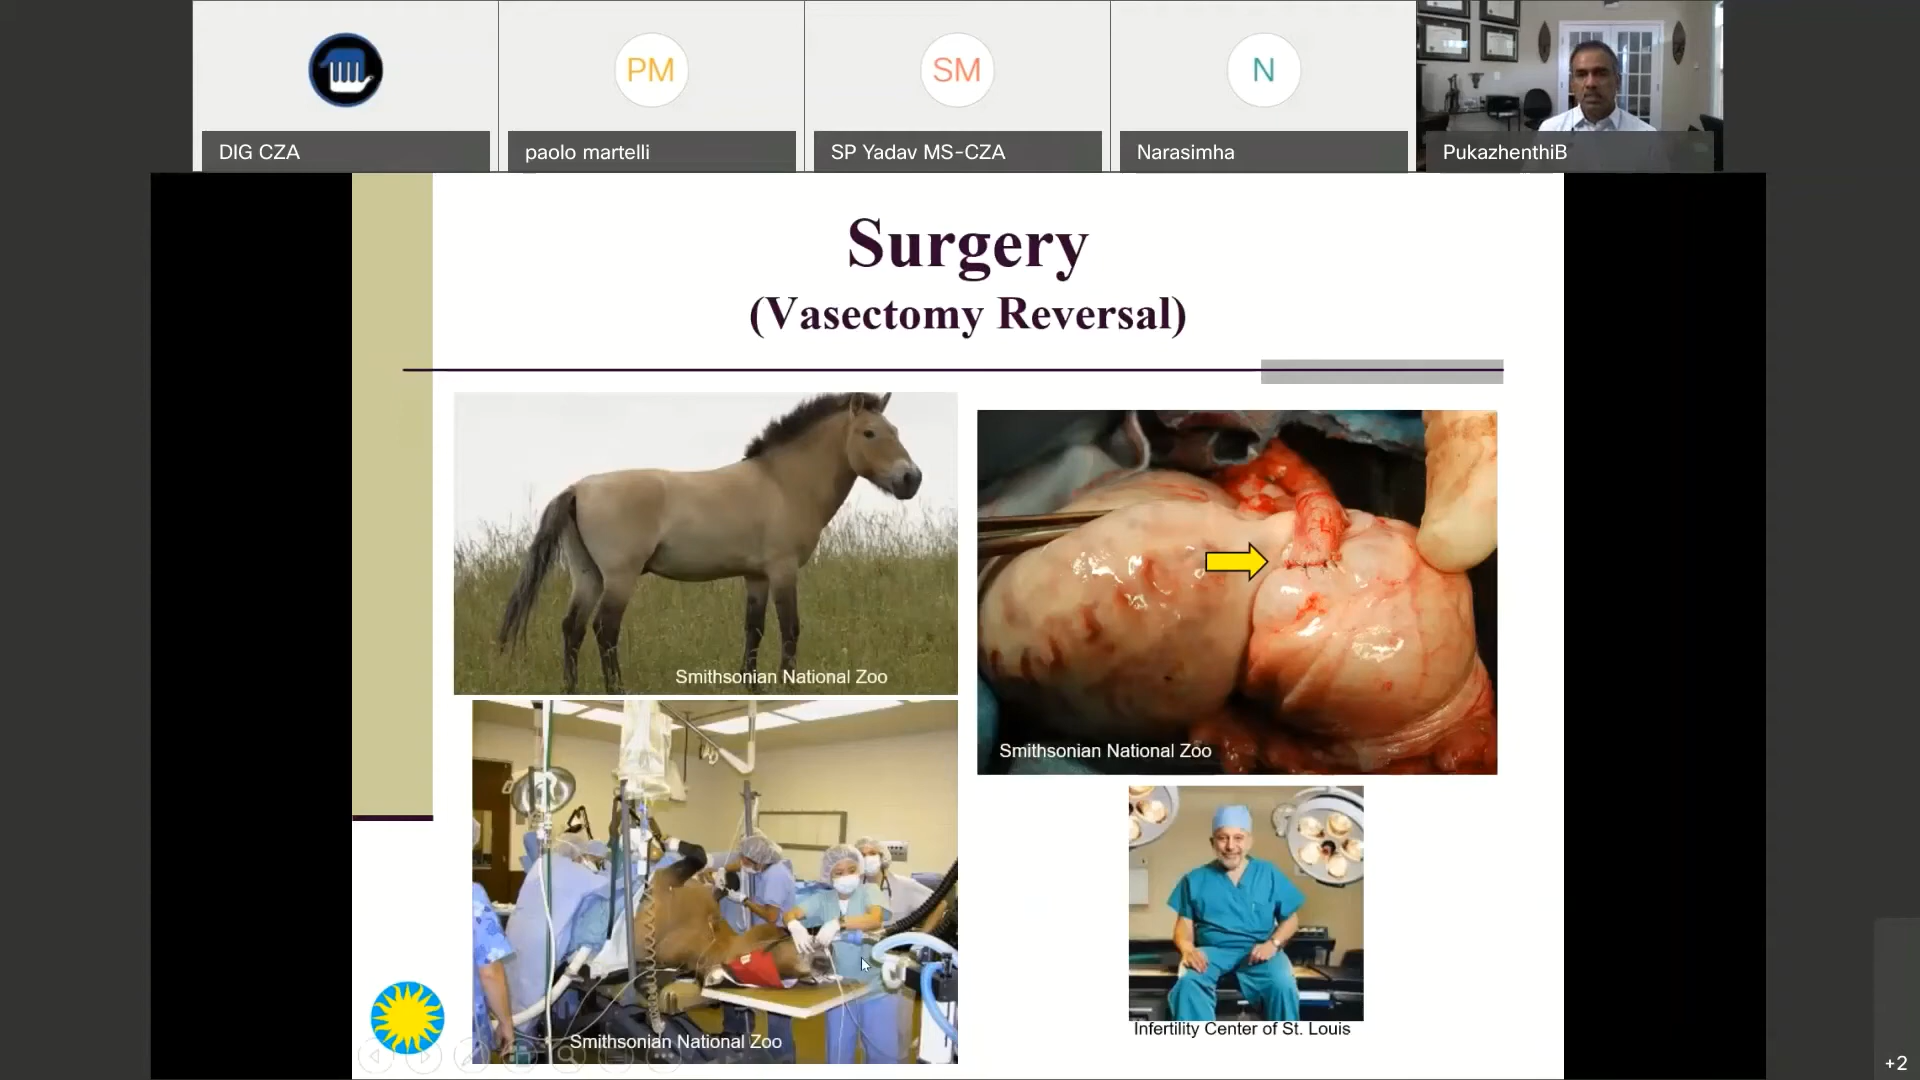 PM
SM
N
DIG CZA
paolo martelli
SP Yadav MS-CZA
Narasimha
PukazhenthiB
Surgery
(Vasectomy Reversal)
Smithsonian National Zoo
Smithsonian National Zoo
Smithsonian National Zoo
Infertility Center of St. Louis
+2